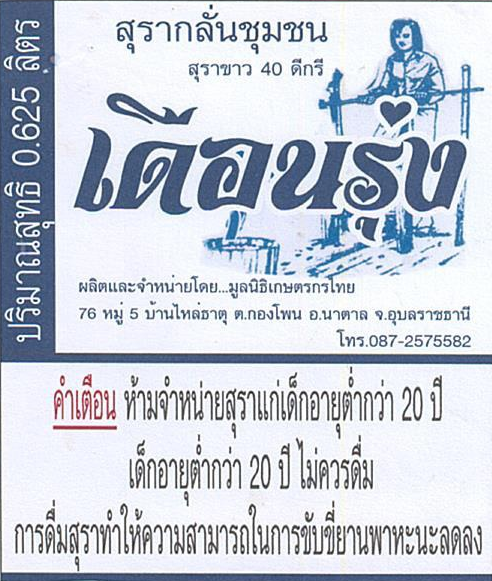 ปริมาณสุทธิ 0.625 ลิตร
สุรากลั่นชุมชน
สุราขาว 40 ดีกรี
เดือนรุ่ง
ผลิตและจำหน่ายโดย...มูลนิธิเกษตรกรไทย
76 หมู่ 5 บ้านไหล่ธาตุ ต.กองโพน อ.นาตาล จ.อุบลราชธานี
โทร.087-2575582
คำเตือน ห้ามจำหน่ายสุราแก่เด็กอายุต่ำกว่า 20 ปี
เด็กอายุต่ำกว่า 20 ปี ไม่ควรดื่ม
การดื่มสุราทำให้ความสามารถในการขับขี่ยานพาหะนะลดลง